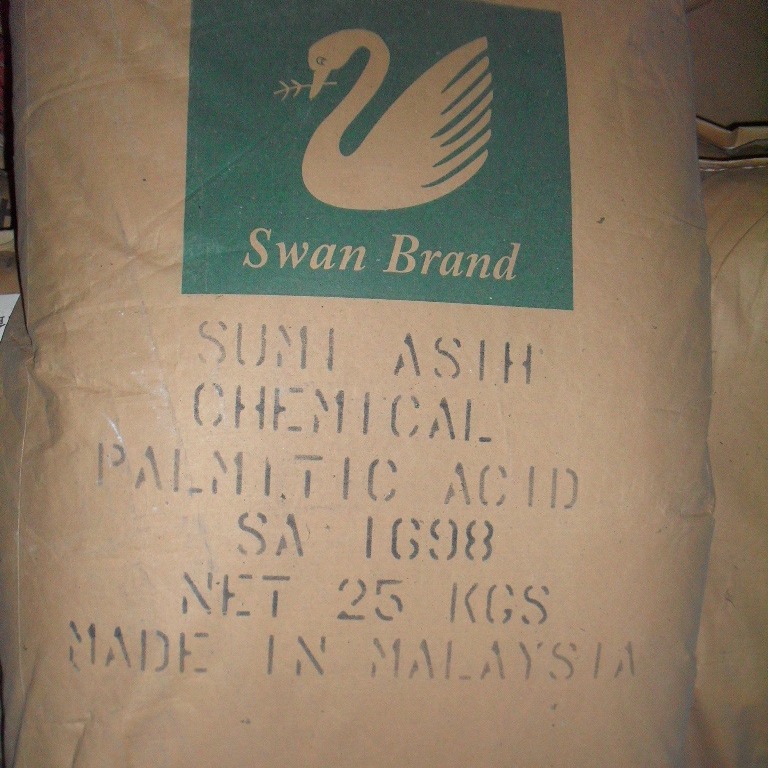 Swan Brand
SUMI ASIH
CHEMICAL
PALMITIC ACID
SA 1698
NET 25 KGS
MADE IN MALAYSIA